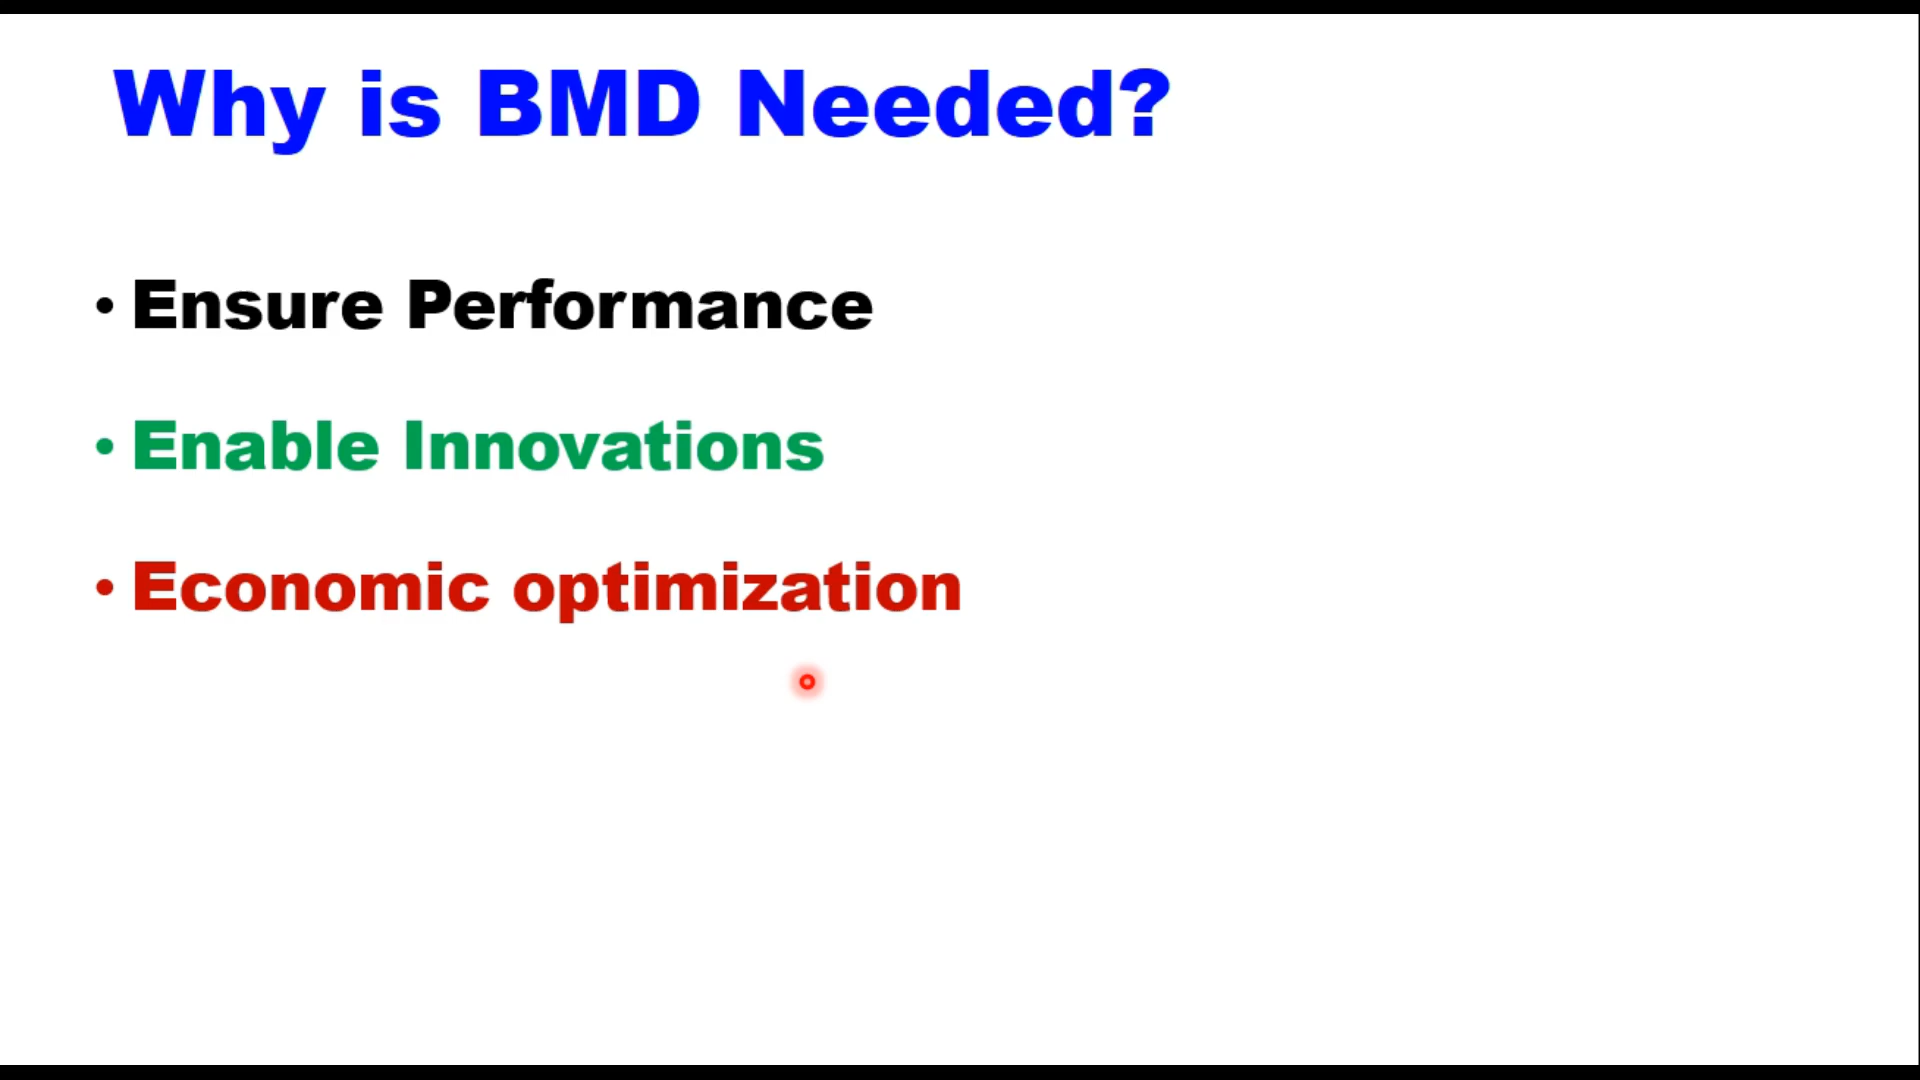 Why is BMD Needed?
• Ensure Performance
• Enable Innovations
• Economic optimization